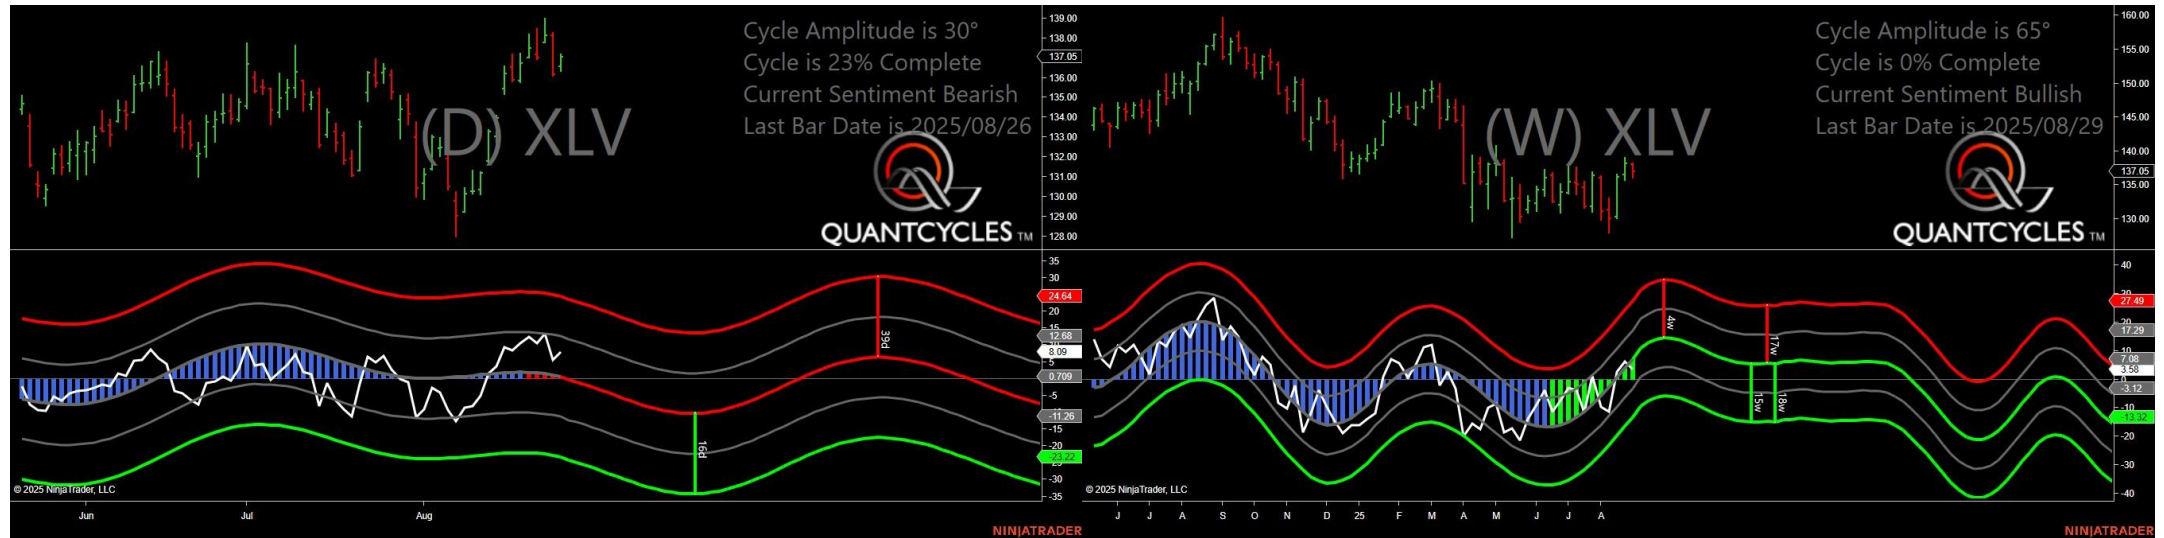 Cycle Amplitude is 30°
Cycle is 23% Complete
Current Sentiment Bearish
Last Bar Date is 2025/08/26
(D) XLV
QUANTCYCLES TM
139.00
138.00
137.05
136.00
135.00
134.00
133.00
132.00
131.00
130.00
129.00
128.00
35
30
24.64
20
15
12.68
8.09
5
0.709
-5
-11.26
-15
-20
-23.22
-30
-35
39d
16d
© 2025 NinjaTrader, LLC
Jun
Jul
Aug
NINJATRADER
Cycle Amplitude is 65°
Cycle is 0% Complete
Current Sentiment Bullish
Last Bar Date is 2025/08/29
(W) XLV
QUANTCYCLES TM
160.00
155.00
150.00
145.00
140.00
137.05
135.00
130.00
40
27.49
20
17.29
10
7.08
3.58
-3.12
-10
-13.32
-20
-30
-40
4w
17w
15w
18w
© 2025 NinjaTrader, LLC
J
J
A
S
O
N
D
25
F
M
A
M
J
J
A
NINJATRADER